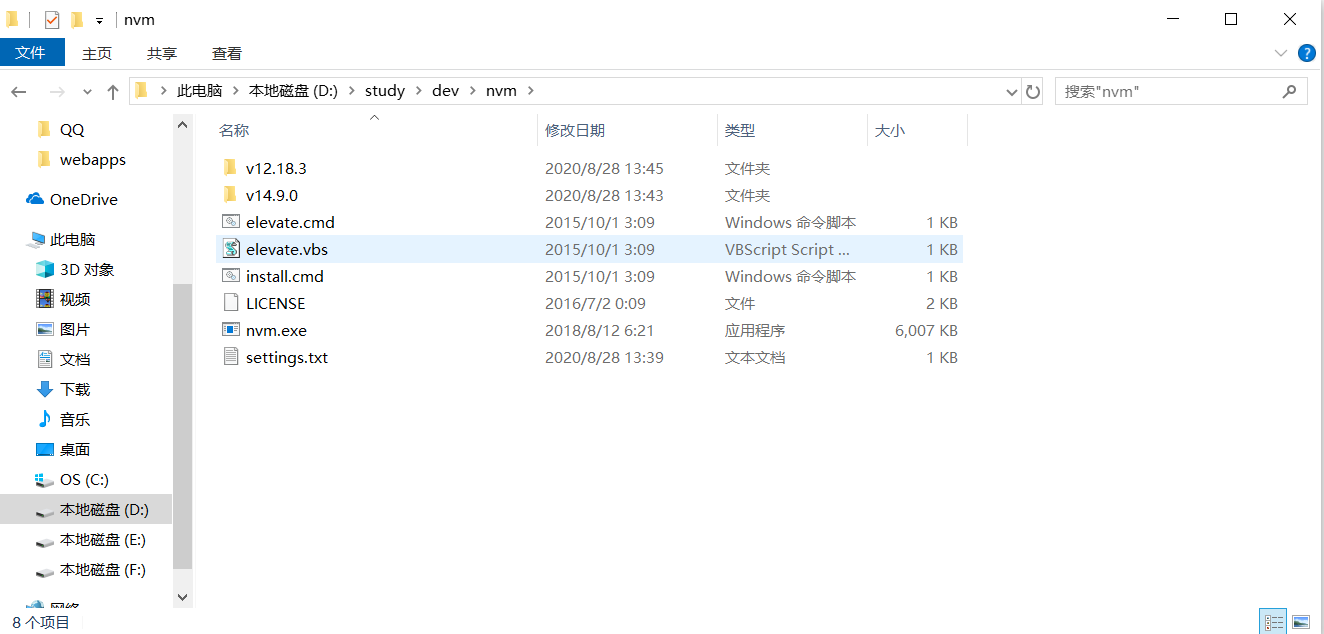 nvm
文件 主页 共享 查看
此电脑 本地磁盘 (D:) study dev nvm 搜索"nvm"
QQ
webapps
OneDrive
此电脑
3D 对象
视频
图片
文档
下载
音乐
桌面
OS (C:)
本地磁盘 (D:)
本地磁盘 (E:)
本地磁盘 (F:)
网络
名称 修改日期 类型 大小
v12.18.3 2020/8/28 13:45 文件夹
v14.9.0 2020/8/28 13:43 文件夹
elevate.cmd 2015/10/1 3:09 Windows 命令脚本 1 KB
elevate.vbs 2015/10/1 3:09 VBScript Script ... 1 KB
install.cmd 2015/10/1 3:09 Windows 命令脚本 1 KB
LICENSE 2016/7/2 0:09 文件 2 KB
nvm.exe 2018/8/12 6:21 应用程序 6,007 KB
settings.txt 2020/8/28 13:39 文本文档 1 KB
8 个项目